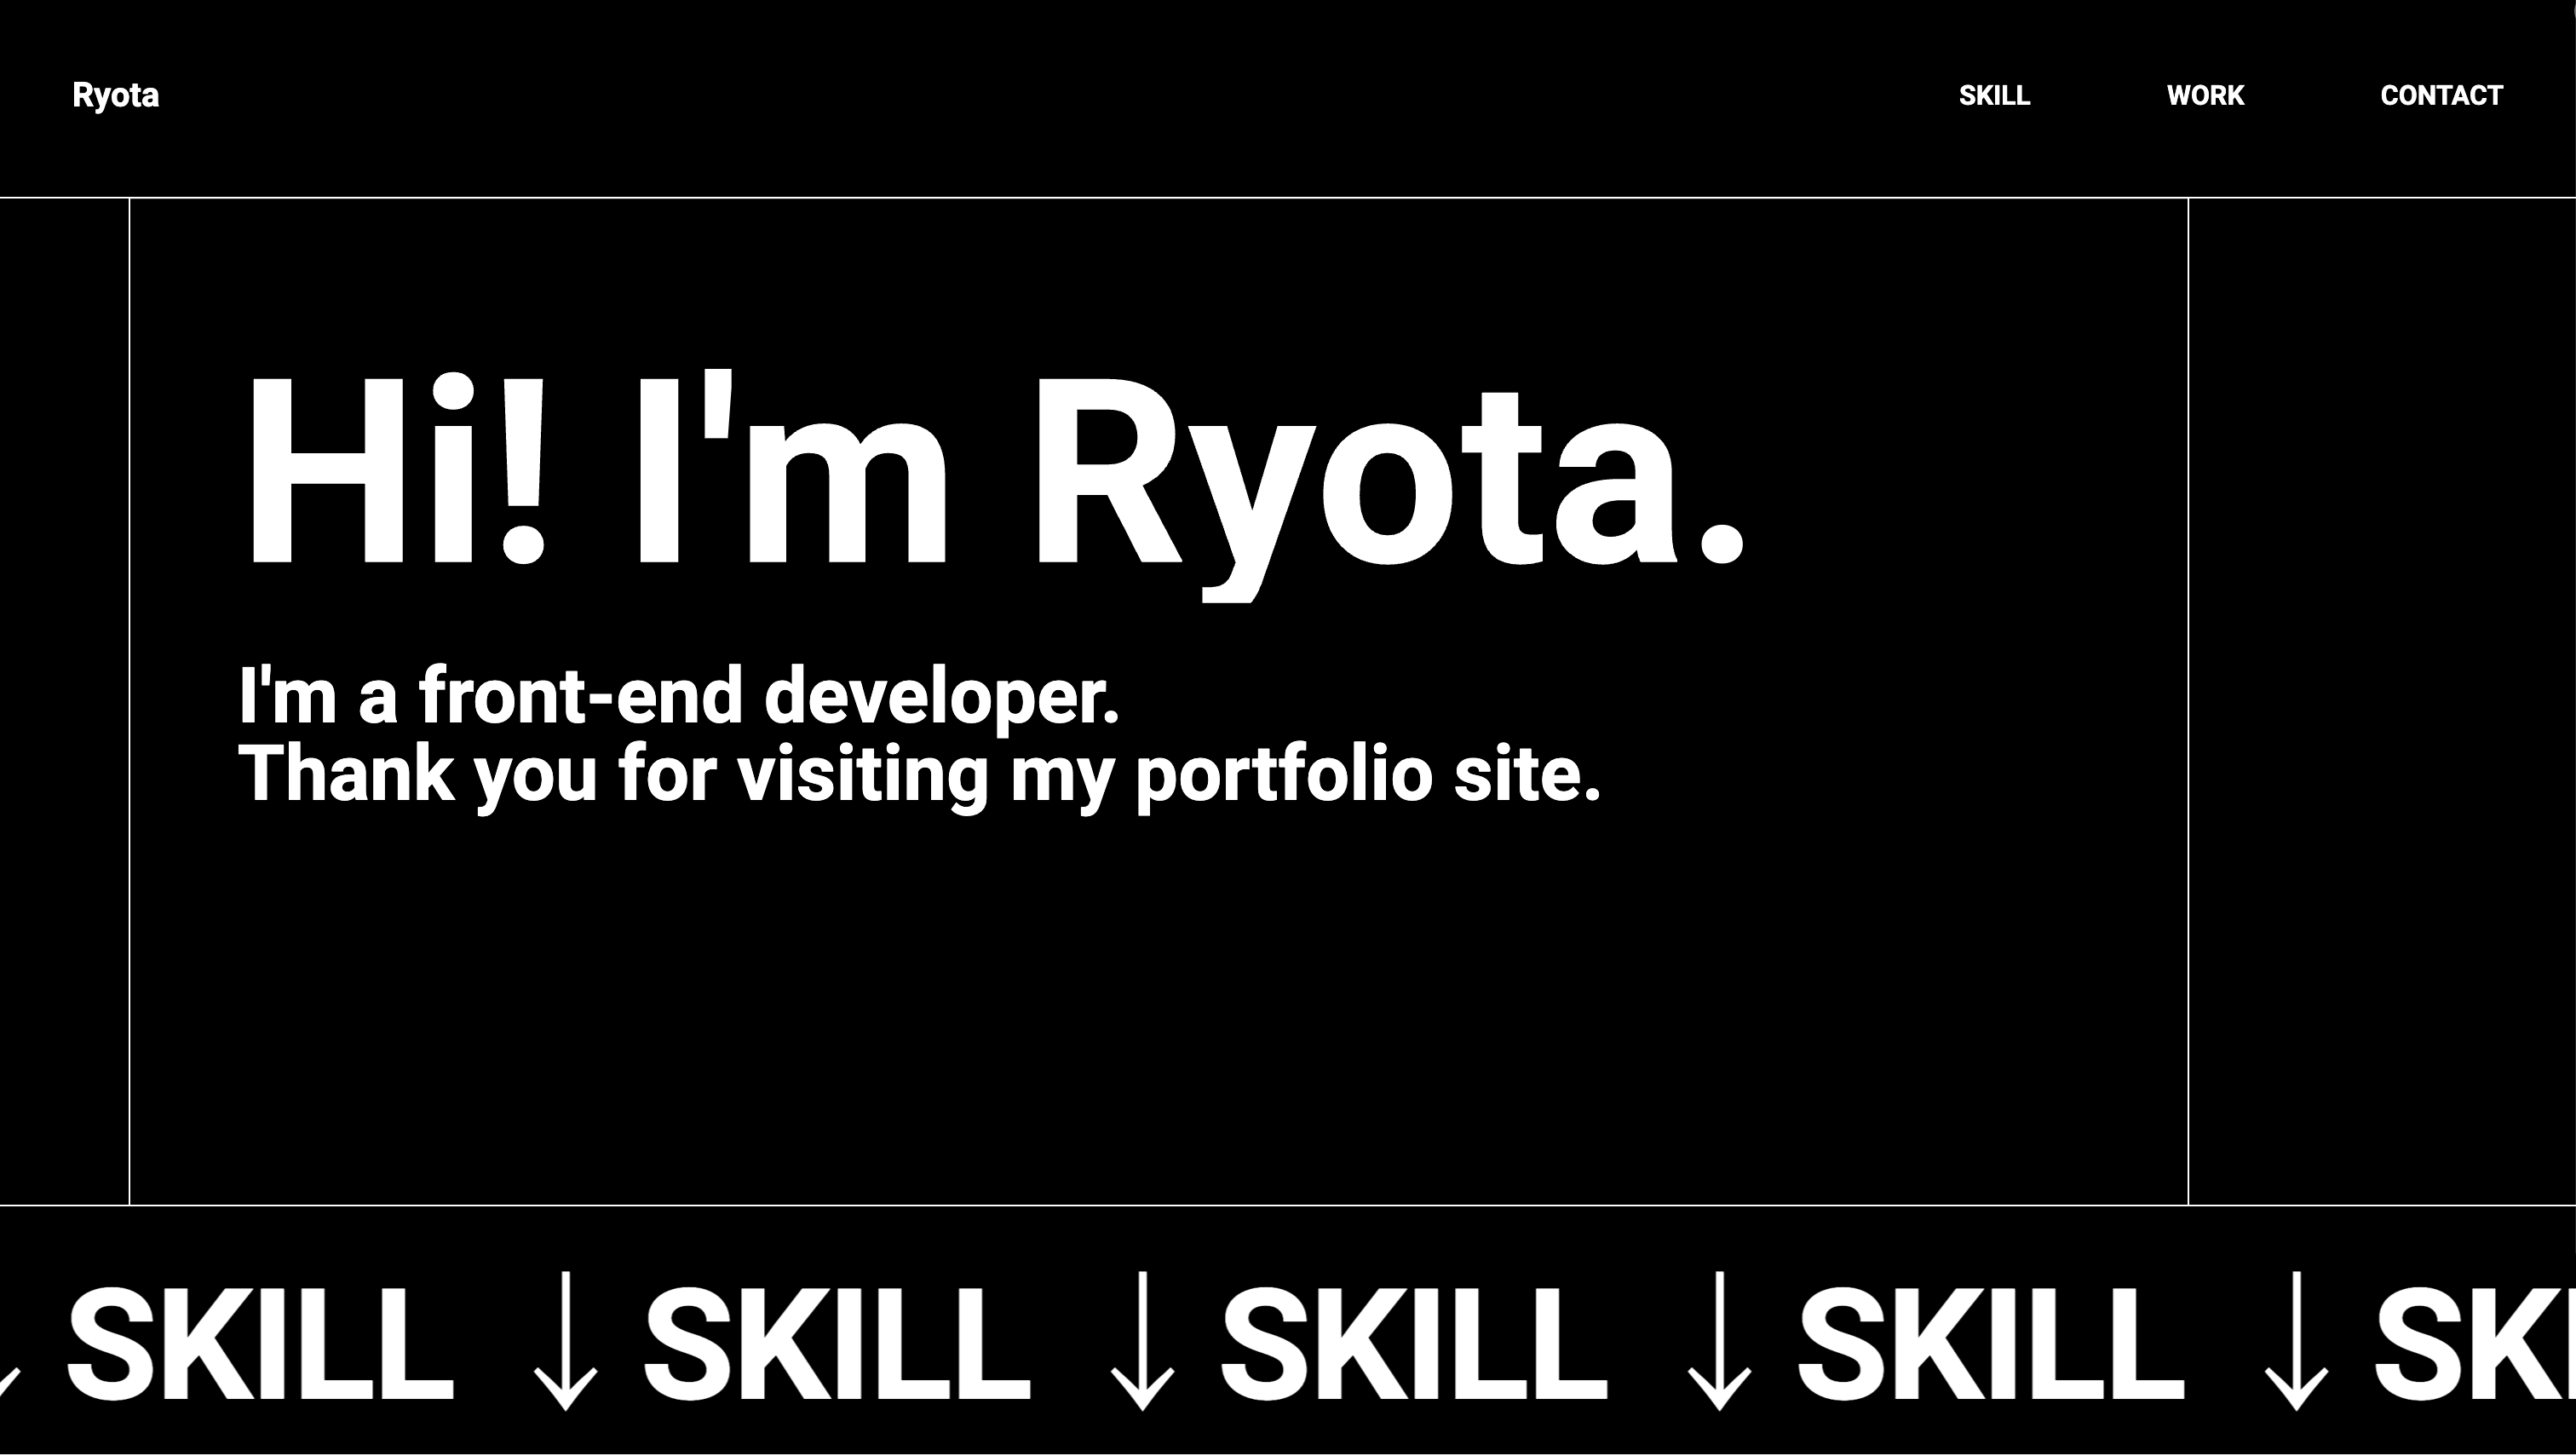 Ryota
SKILL WORK CONTACT
Hi! I'm Ryota.
I'm a front-end developer.
Thank you for visiting my portfolio site.
↓ SKILL ↓ SKILL ↓ SKILL ↓ SKILL ↓ SK